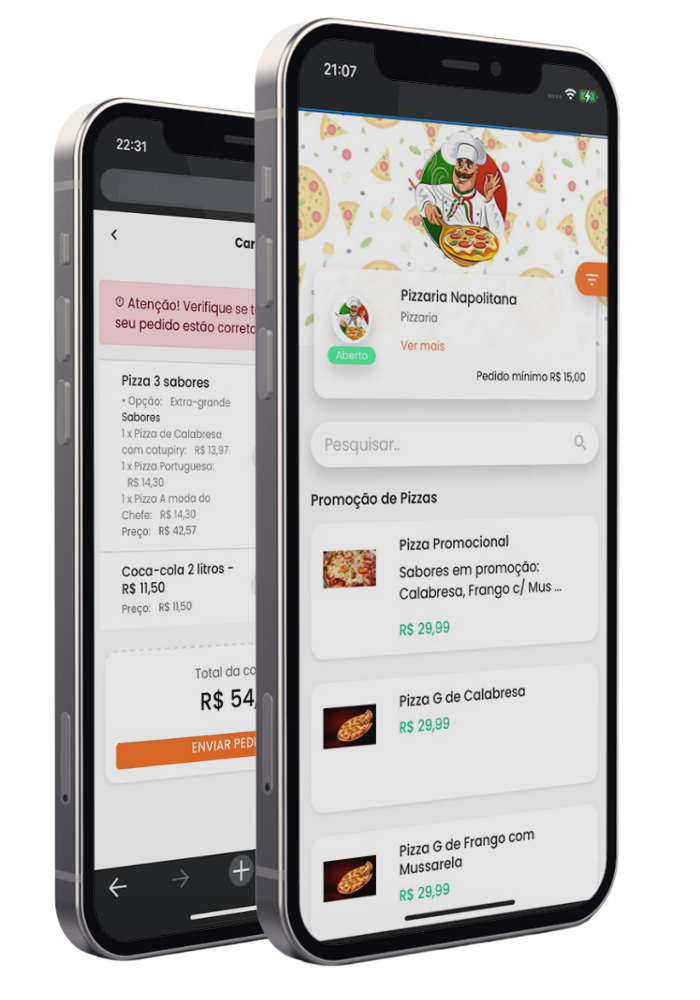 22:31
Car
Atenção! Verifique se
seu pedido estão correto
Pizza 3 sabores
• Opção: Extra-grande
Sabores
1 x Pizza de Calabresa
com catupiry: R$ 13,97
1 x Pizza Portuguesa:
R$ 14,30
1 x Pizza A moda do
Chefe: R$ 14,30
Preço: R$ 42,57
Coca-cola 2 litros -
R$ 11,50
Preço: R$ 11,50
Total da co
R$ 54,
ENVIAR PEDI
21:07
Pizzaria Napolitana
Pizzaria
Aberto
Ver mais
Pedido mínimo R$ 15,00
Pesquisar..
Promoção de Pizzas
Pizza Promocional
Sabores em promoção:
Calabresa, Frango c/ Mus ...
R$ 29,99
Pizza G de Calabresa
R$ 29,99
Pizza G de Frango com
Mussarela
R$ 29,99